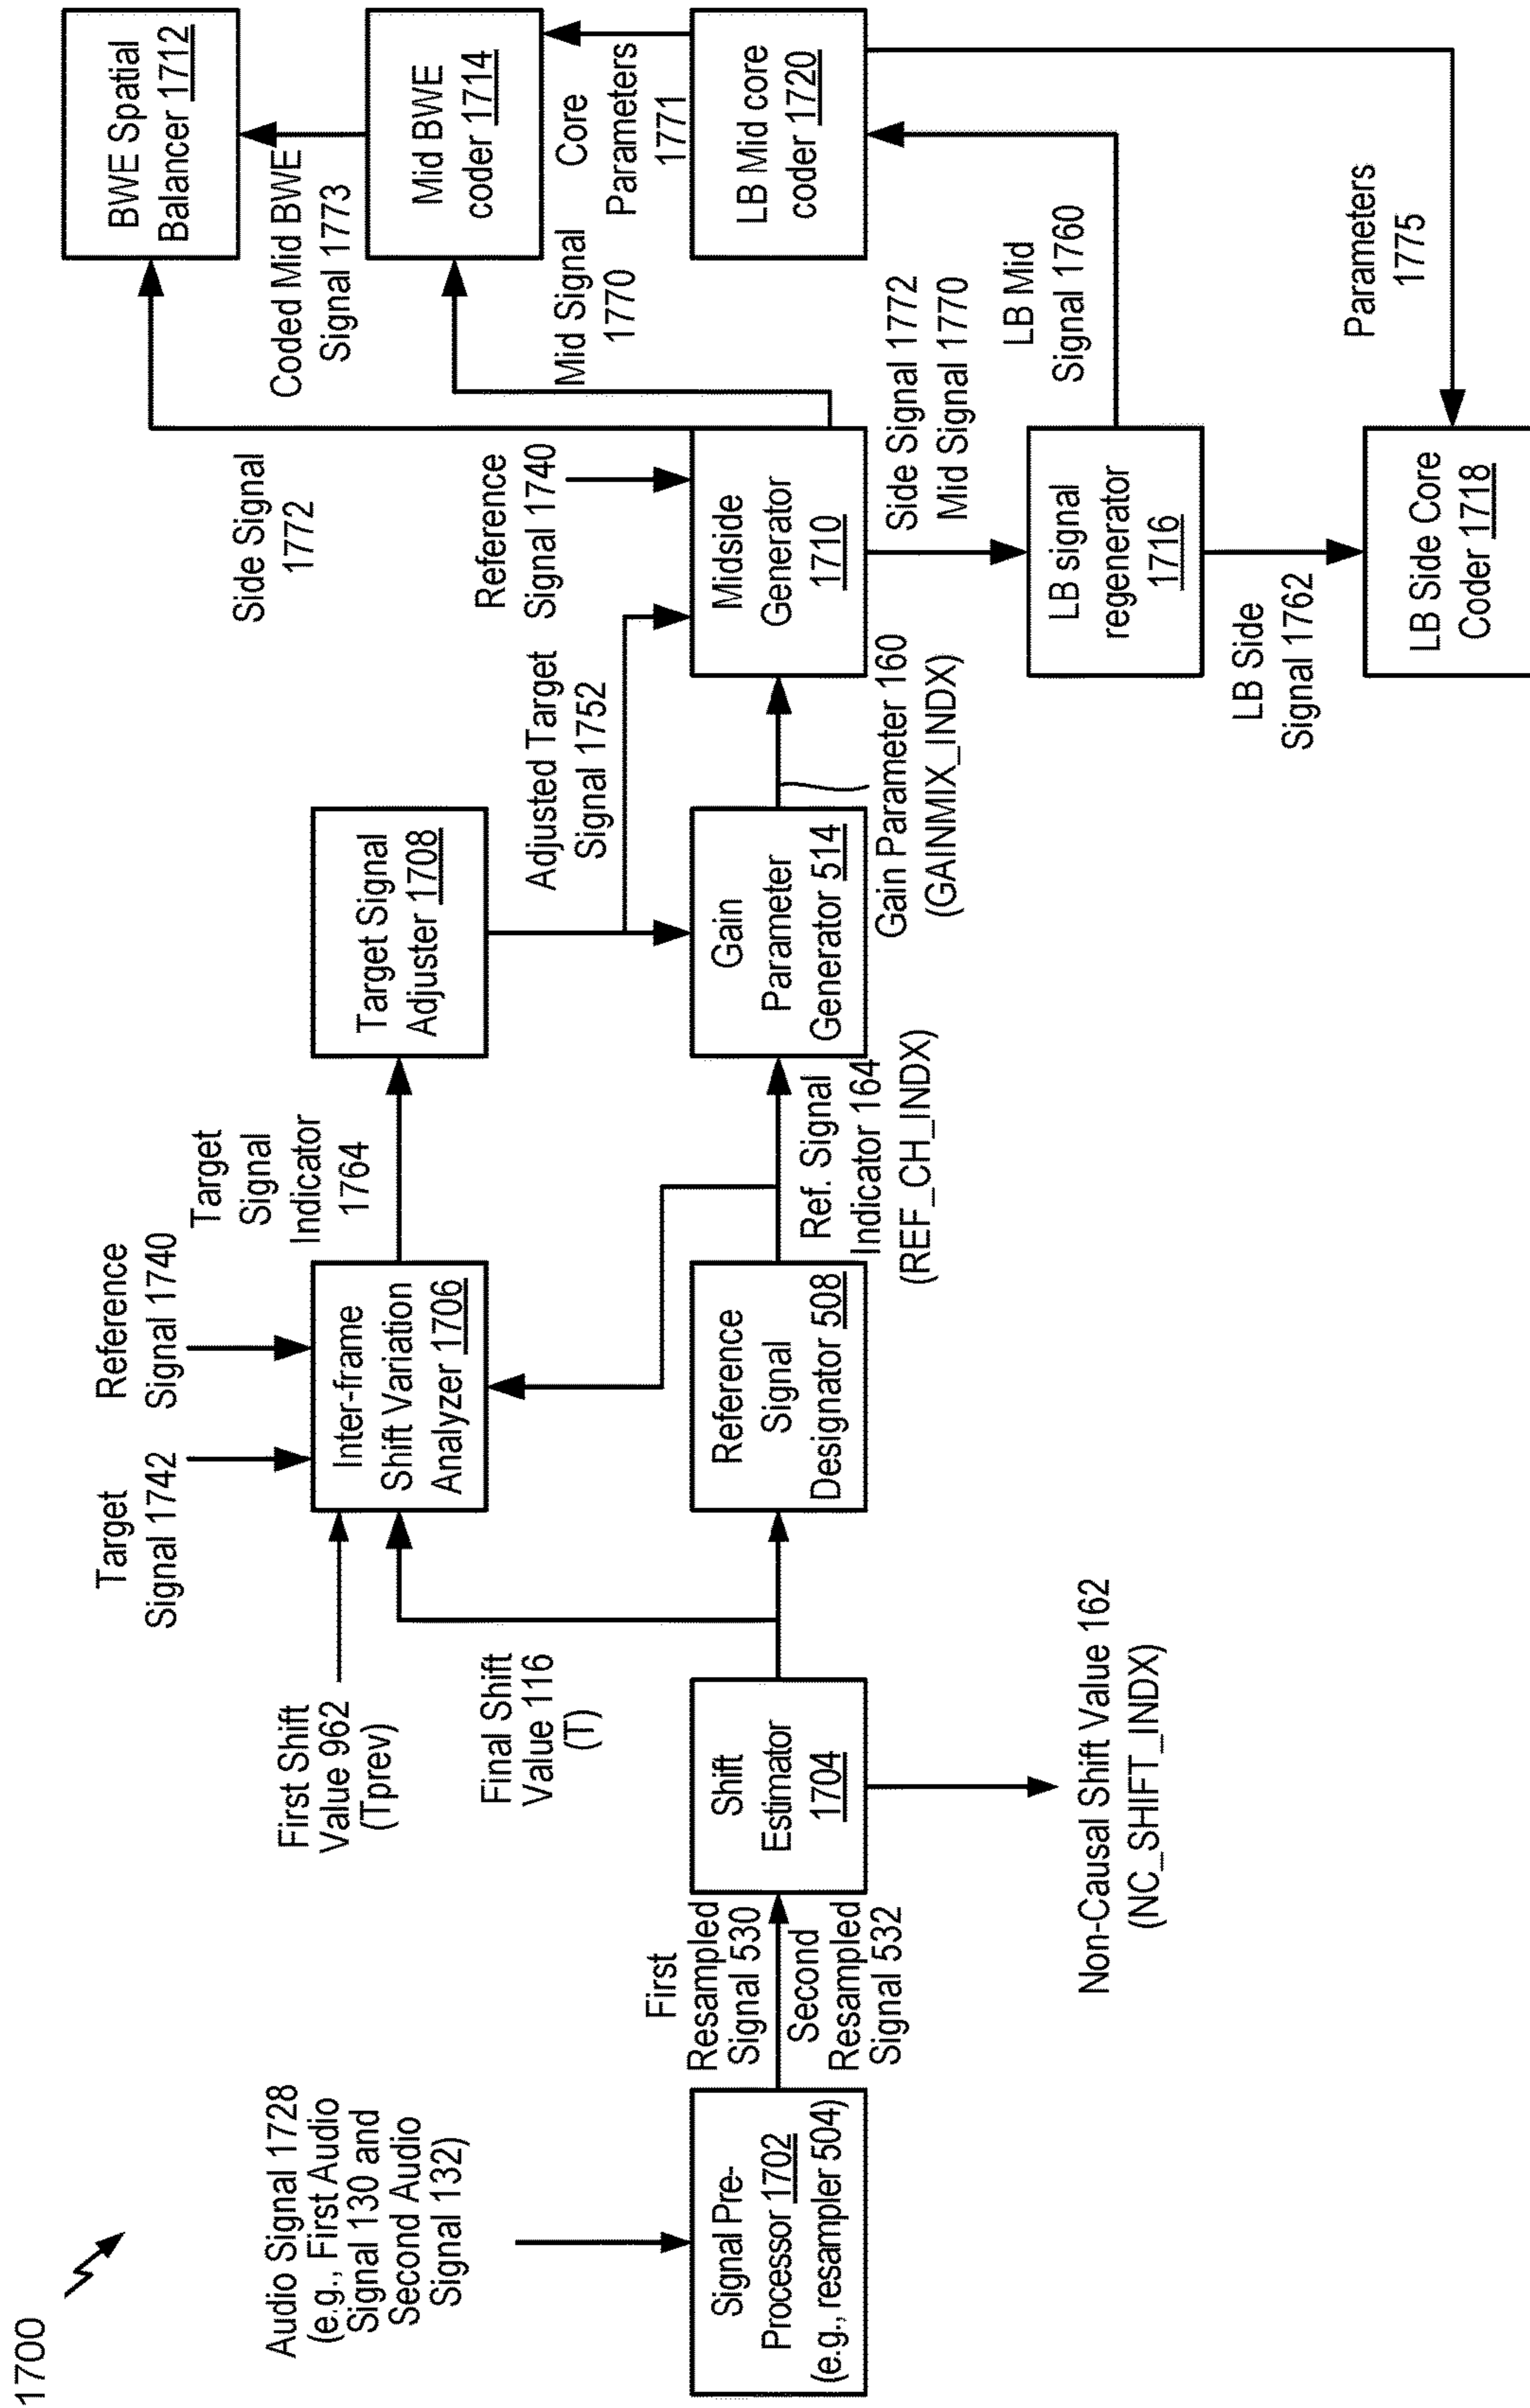 1700
Audio Signal 1728
(e.g., First Audio
Signal 130 and
Second Audio
Signal 132)
Signal Pre-
Processor 1702
(e.g., resampler 504)
First
Resampled
Signal 530
Second
Resampled
Signal 532
Shift
Estimator
1704
Non-Causal Shift Value 162
(NC_SHIFT_INDX)
Final Shift
Value 116
(T)
First Shift
Value 962
(Tprev)
Target
Signal 1742
Reference
Signal 1740
Inter-frame
Shift Variation
Analyzer 1706
Reference
Signal
Designator 508
Target
Signal
Indicator
1764
Ref. Signal
Indicator 164
(REF_CH_INDX)
Target Signal
Adjuster 1708
Gain
Parameter
Generator 514
Adjusted Target
Signal 1752
Gain Parameter 160
(GAINMIX_INDX)
Reference
Signal 1740
Midside
Generator
1710
Side Signal
1772
Mid Signal
1770
Side Signal 1772
Mid Signal 1770
LB signal
regenerator
1716
LB Side
Signal 1762
LB Side Core
Coder 1718
LB Mid
Signal 1760
Parameters
1775
LB Mid core
coder 1720
Core
Parameters
1771
Mid BWE
coder 1714
Coded Mid BWE
Signal 1773
BWE Spatial
Balancer 1712